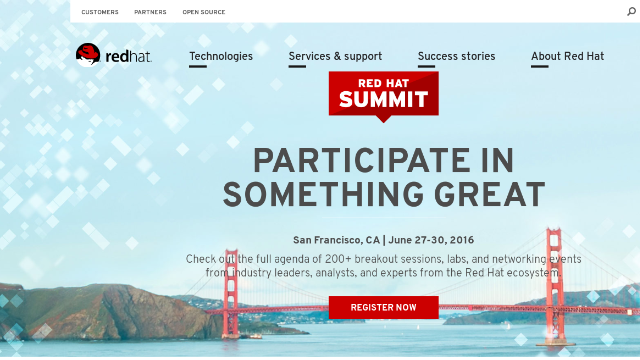 CUSTOMERS PARTNERS OPEN SOURCE
redhat.
Technologies Services & support Success stories About Red Hat
RED HAT
SUMMIT
PARTICIPATE IN
SOMETHING GREAT
San Francisco, CA | June 27-30, 2016
Check out the full agenda of 200+ breakout sessions, labs, and networking events
from industry leaders, analysts, and experts from the Red Hat ecosystem.
REGISTER NOW